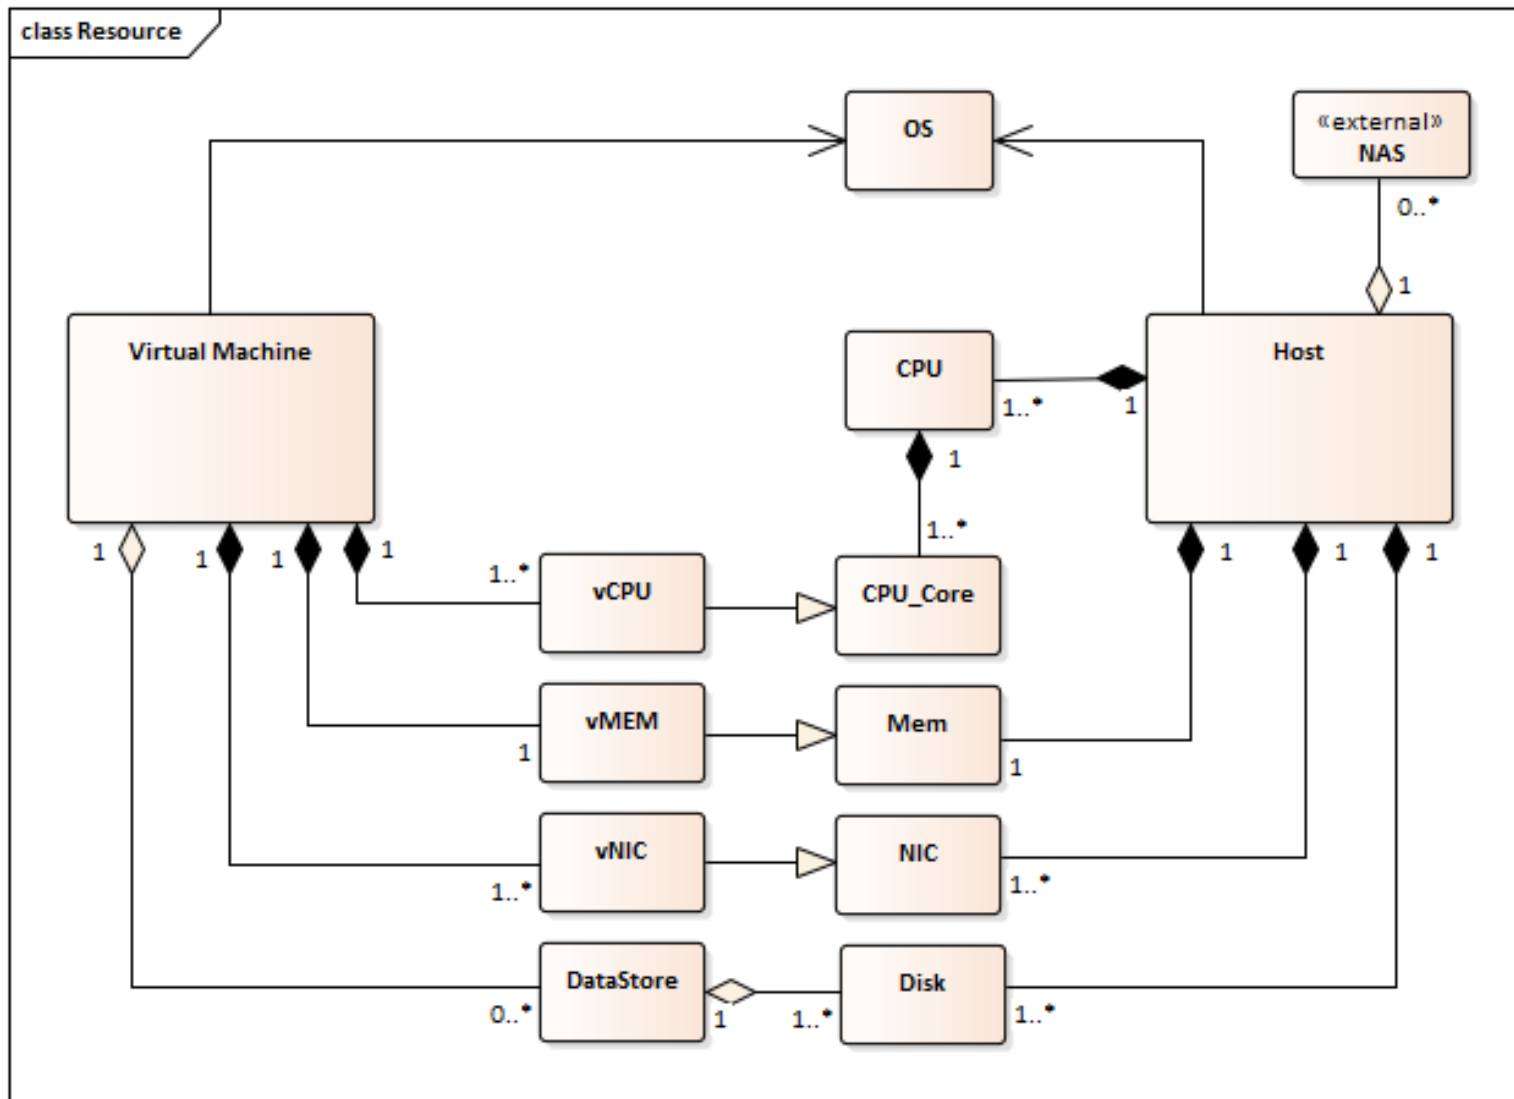 class Resource
OS
«external»
NAS
0..*
1
Virtual Machine
CPU
Host
1..*
1
1
1..*
1
1
1
1
1
1
1
1..*
vCPU
CPU_Core
vMEM
Mem
1
1
vNIC
NIC
1..*
1..*
DataStore
Disk
0..*
1
1..*
1..*